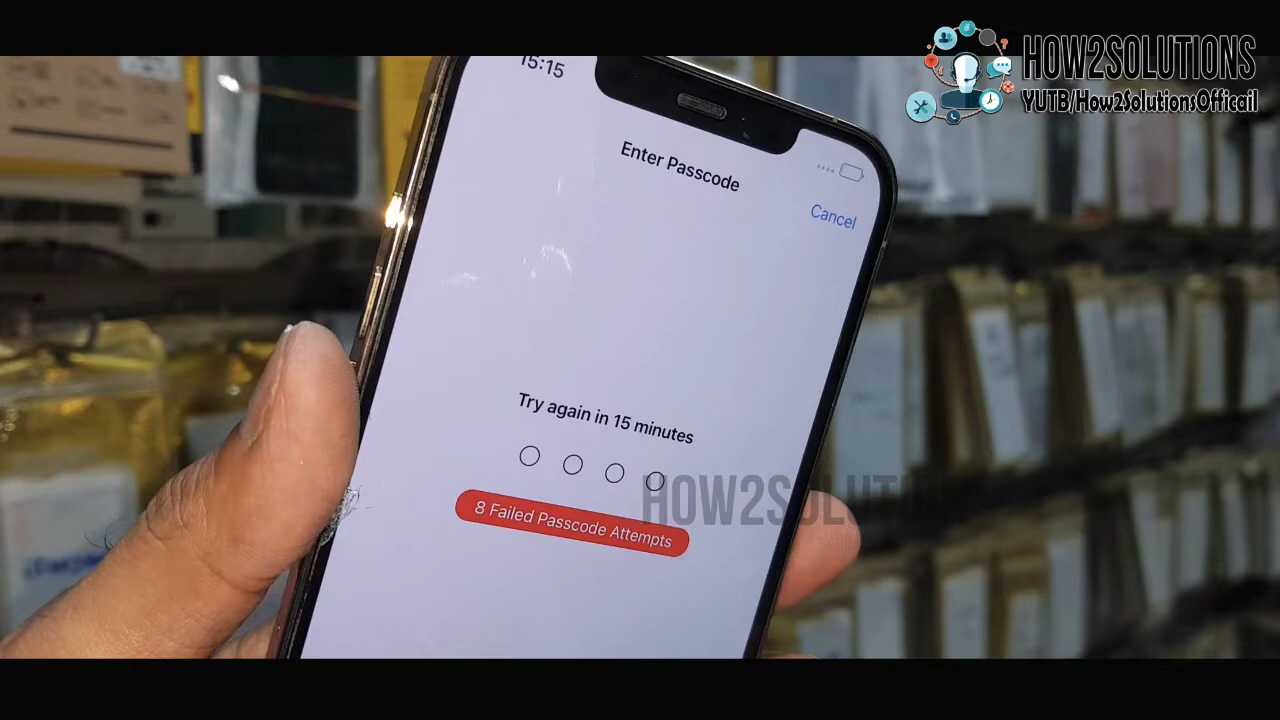 HOW2SOLUTIONS
YUTB/How2SolutionsOfficail
15:15
Enter Passcode
Cancel
Try again in 15 minutes
8 Failed Passcode Attempts